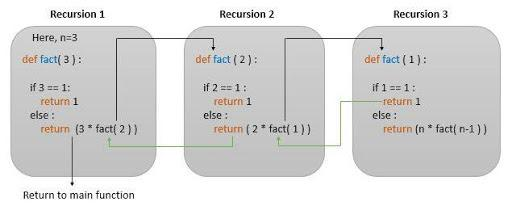 Recursion 1
Here, n=3
def fact( 3 ) :
if 3 == 1:
return 1
else :
return (3 * fact( 2 ) )
Return to main function
Recursion 2
def fact ( 2 ) :
if 2 == 1 :
return 1
else :
return ( 2 * fact( 1 ) )
Recursion 3
def fact ( 1 ) :
if 1 == 1 :
return 1
else :
return (n * fact( n-1 ) )